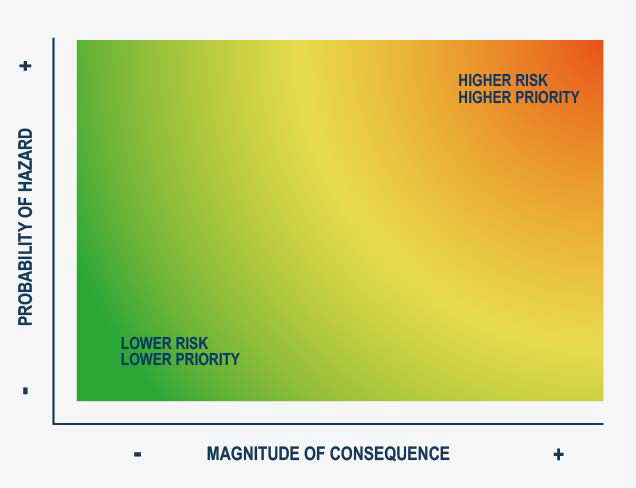 +
PROBABILITY OF HAZARD
-
HIGHER RISK
HIGHER PRIORITY
LOWER RISK
LOWER PRIORITY
-
MAGNITUDE OF CONSEQUENCE
+